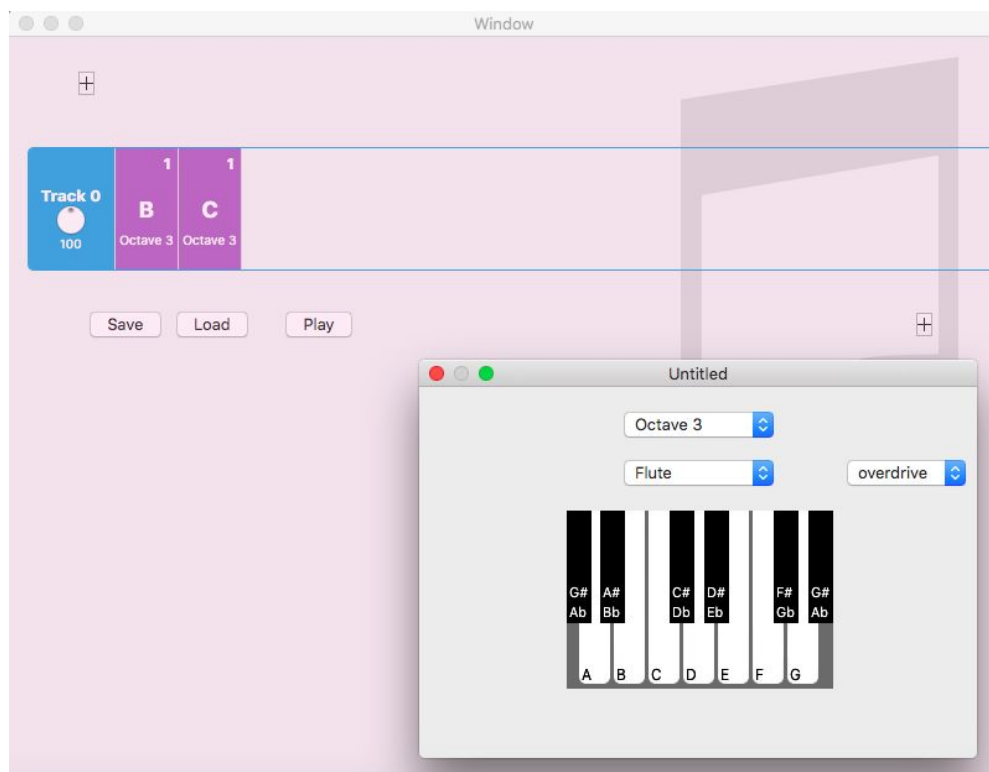 Window
+
1 1
Track 0
B C
100 Octave 3 Octave 3
Save Load Play
+
Untitled
Octave 3
Flute overdrive
G# A# C# D# F# G#
Ab Bb Db Eb Gb Ab
A B C D E F G